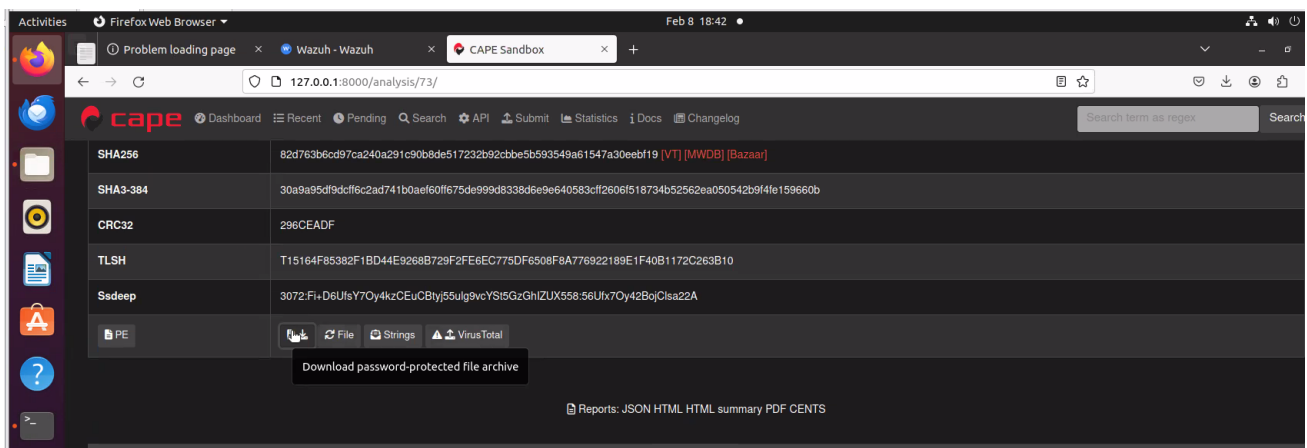 Activities Firefox Web Browser Feb 8 18:42
Problem loading page Wazuh - Wazuh CAPE Sandbox
127.0.0.1:8000/analysis/73/
cape Dashboard Recent Pending Search API Submit Statistics Docs Changelog Search term as regex Search
SHA256 82d763b6cd97ca240a291c90b8de517232b92cbbe5b593549a61547a30eebf19 [VT] [MWDB] [Bazaar]
SHA3-384 30a9a95df9dcff6c2ad741b0aef60ff675de999d8338d6e9e640583cff2606f518734b52562ea050542b9f4fe159660b
CRC32 296CEADF
TLSH T15164F85382F1BD44E9268B729F2FE6EC775DF6508F8A776922189E1F40B1172C263B10
Ssdeep 3072:Fi+D6UfsY7Oy4kzCEuCBtyj55ulg9vcYSt5GzGhIZUX558:56Ufx7Oy42BojClsa22A
PE File Strings VirusTotal
Download password-protected file archive
Reports: JSON HTML HTML summary PDF CENTS